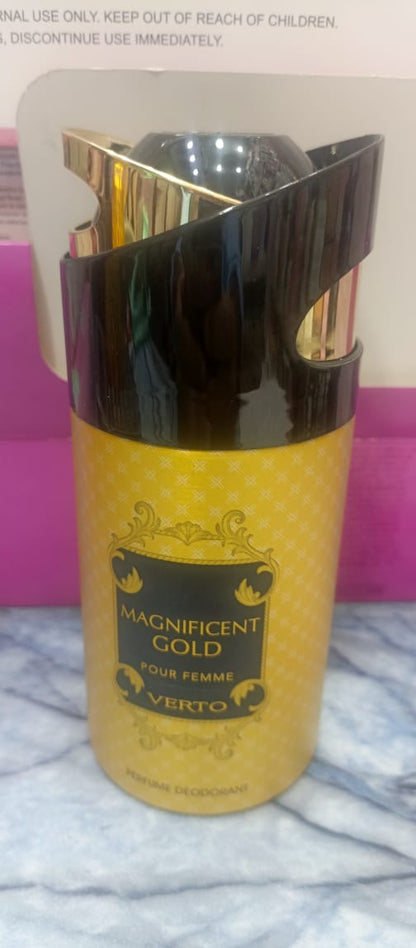 RNAL USE ONLY. KEEP OUT OF REACH OF CHILDREN.
S, DISCONTINUE USE IMMEDIATELY.
MAGNIFICENT
GOLD
POUR FEMME
VERTO
PERFUME DEODORANT